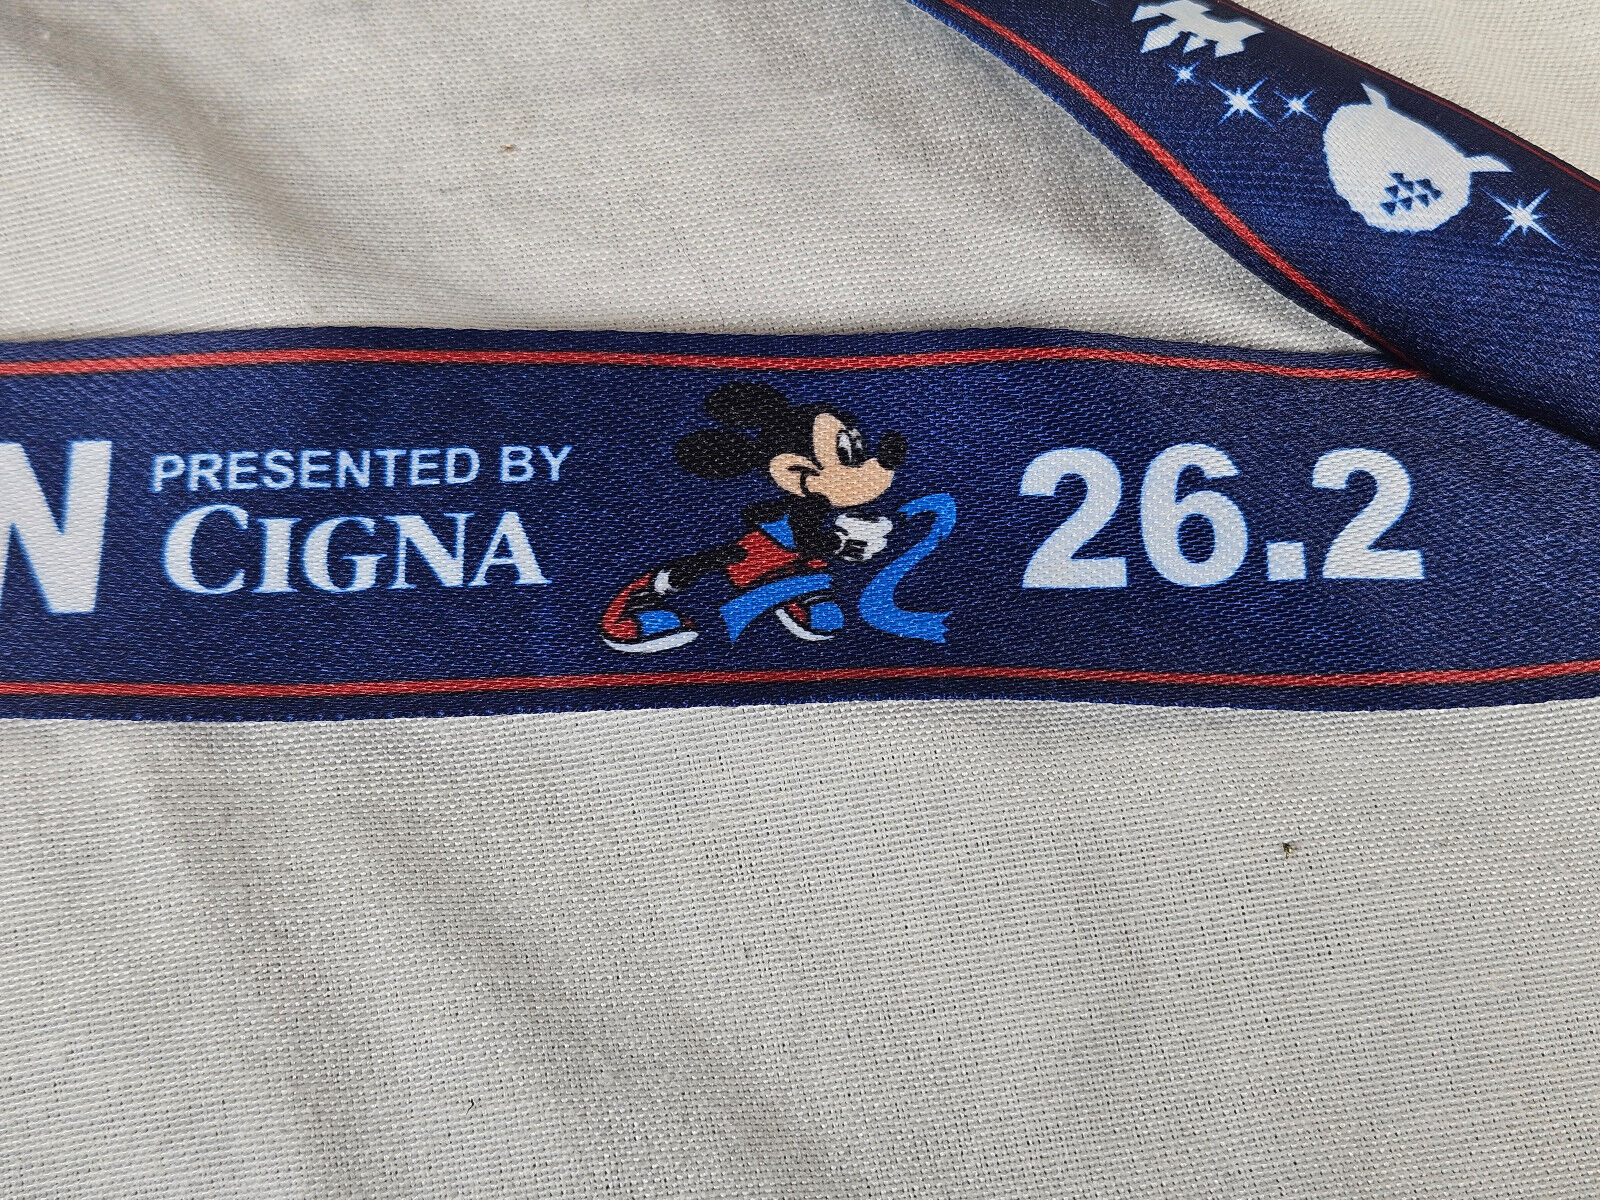 N
PRESENTED BY
CIGNA
26.2